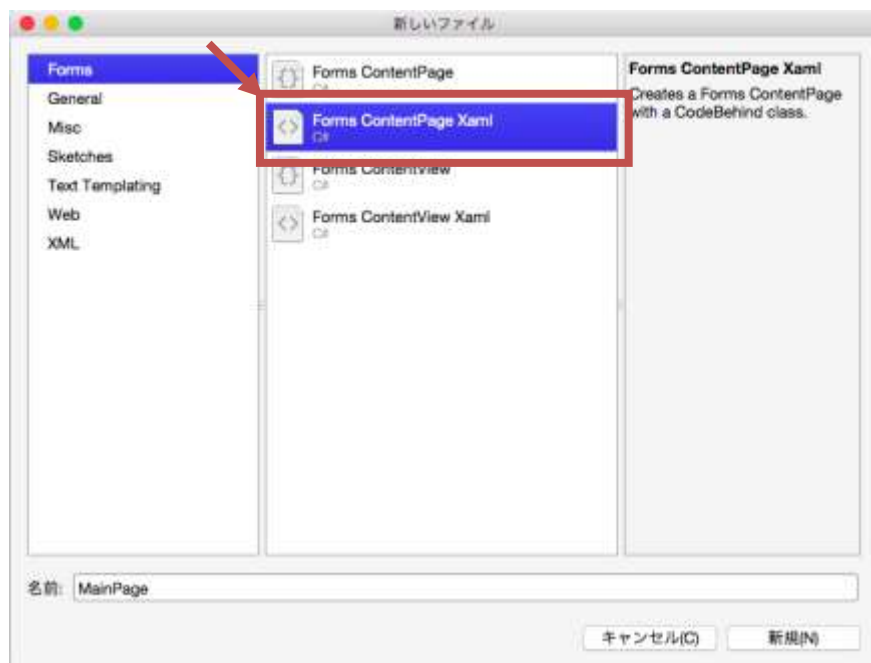 新しいファイル
Forms
General
Misc
Sketches
Text Templating
Web
XML
Forms ContentPage
C#
Forms ContentPage Xaml
C#
Forms ContentView
C#
Forms ContentView Xaml
C#
Forms ContentPage Xaml
Creates a Forms ContentPage
with a CodeBehind class.
名前: MainPage
キャンセル(C)
新規(N)